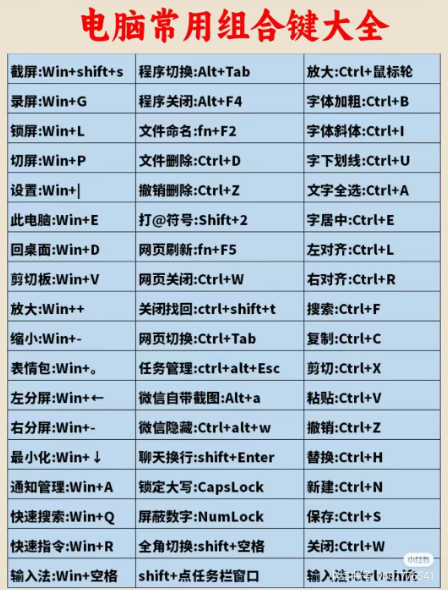 电脑常用组合键大全
截屏:Win+shift+s 程序切换:Alt+Tab 放大:Ctrl+鼠标轮
录屏:Win+G 程序关闭:Alt+F4 字体加粗:Ctrl+B
锁屏:Win+L 文件命名:fn+F2 字体斜体:Ctrl+I
切屏:Win+P 文件删除:Ctrl+D 字下划线:Ctrl+U
设置:Win+| 撤销删除:Ctrl+Z 文字全选:Ctrl+A
此电脑:Win+E 打@符号:Shift+2 字居中:Ctrl+E
回桌面:Win+D 网页刷新:fn+F5 左对齐:Ctrl+L
剪切板:Win+V 网页关闭:Ctrl+W 右对齐:Ctrl+R
放大:Win++ 关闭找回:ctrl+shift+t 搜索:Ctrl+F
缩小:Win+- 网页切换:Ctrl+Tab 复制:Ctrl+C
表情包:Win+。 任务管理:ctrl+alt+Esc 剪切:Ctrl+X
左分屏:Win+← 微信自带截图:Alt+a 粘贴:Ctrl+V
右分屏:Win+- 微信隐藏:Ctrl+alt+w 撤销:Ctrl+Z
最小化:Win+↓ 聊天换行:shift+Enter 替换:Ctrl+H
通知管理:Win+A 锁定大写:CapsLock 新建:Ctrl+N
快速搜索:Win+Q 屏蔽数字:NumLock 保存:Ctrl+S
快速指令:Win+R 全角切换:shift+空格 关闭:Ctrl+W
小红书
输入法:Win+空格 shift+点任务栏窗口 输入法:Ctrl+shift